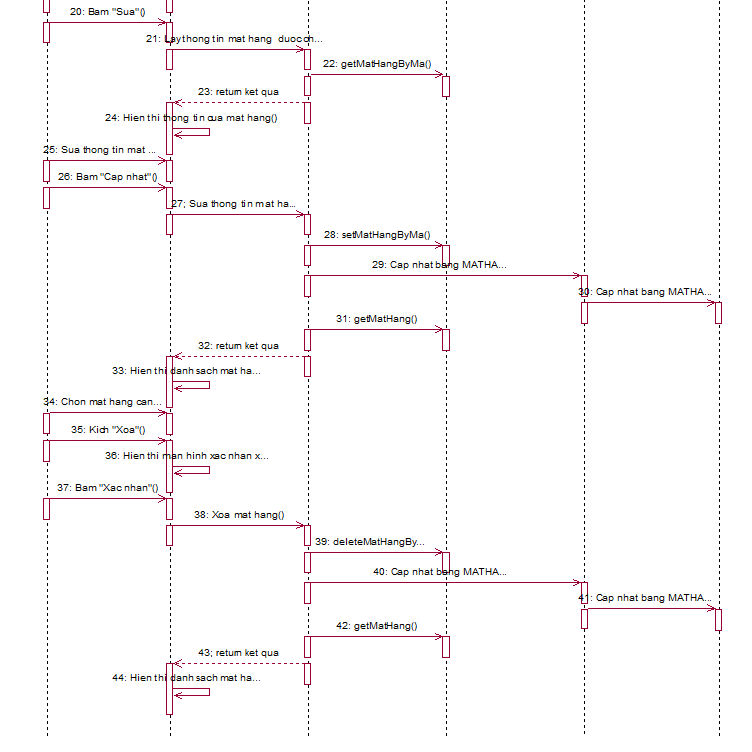 20: Bam "Sua"()
21: Lay thong tin mat hang duoc ch...
22: getMatHangByMa()
23: return ket qua
24: Hien thi thong tin cua mat hang()
25: Sua thong tin mat ...
26: Bam "Cap nhat"()
27: Sua thong tin mat ha...
28: setMatHangByMa()
29: Cap nhat bang MATHA...
30: Cap nhat bang MATHA...
31: getMatHang()
32: return ket qua
33: Hien thi danh sach mat ha...
34: Chon mat hang can...
35: Kich "Xoa"()
36: Hien thi man hinh xac nhan x...
37: Bam "Xac nhan"()
38: Xoa mat hang()
39: deleteMatHangBy...
40: Cap nhat bang MATHA...
41: Cap nhat bang MATHA...
42: getMatHang()
43: return ket qua
44: Hien thi danh sach mat ha...